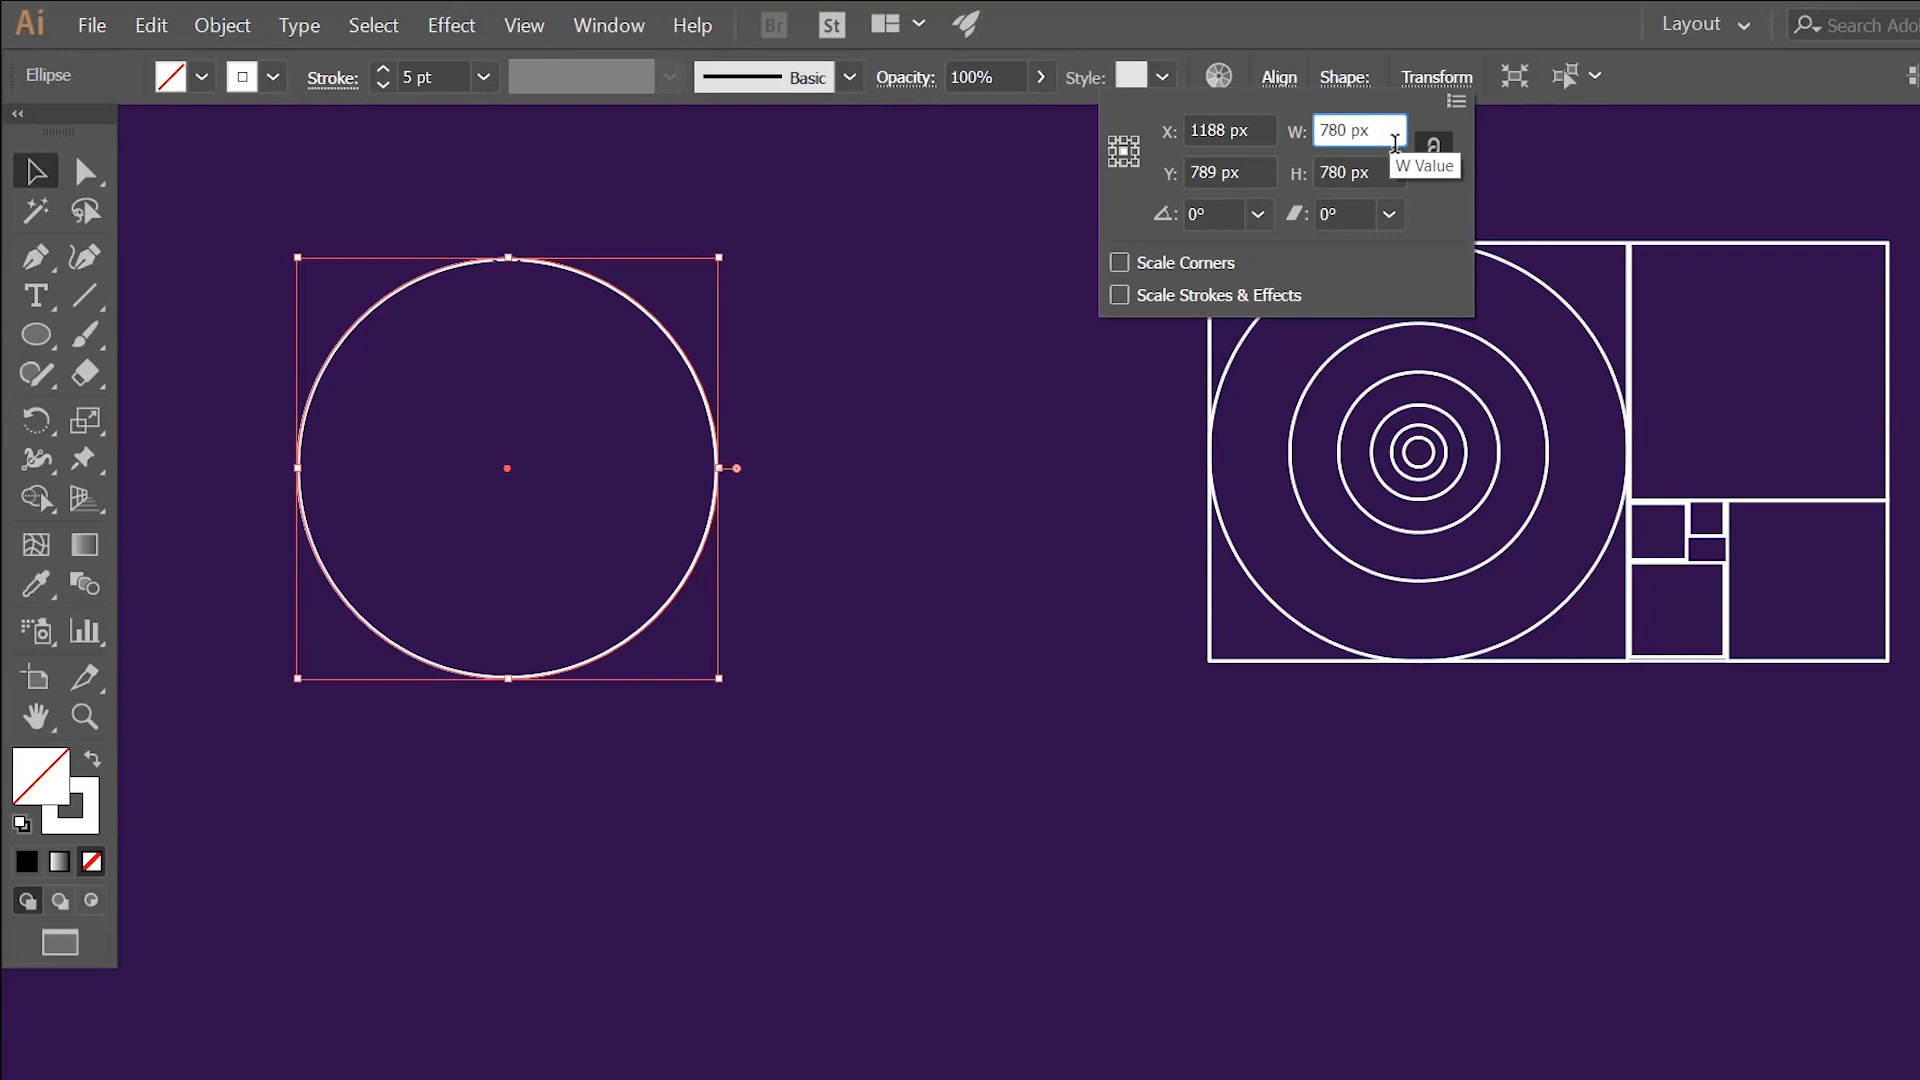 Ai File Edit Object Type Select Effect View Window Help Br St Layout Search Ado
Ellipse Stroke: 5 pt Basic Opacity: 100% Style: Align Shape: Transform
X: 1188 px W: 780 px
W Value
Y: 789 px H: 780 px
0° 0°
Scale Corners
Scale Strokes & Effects